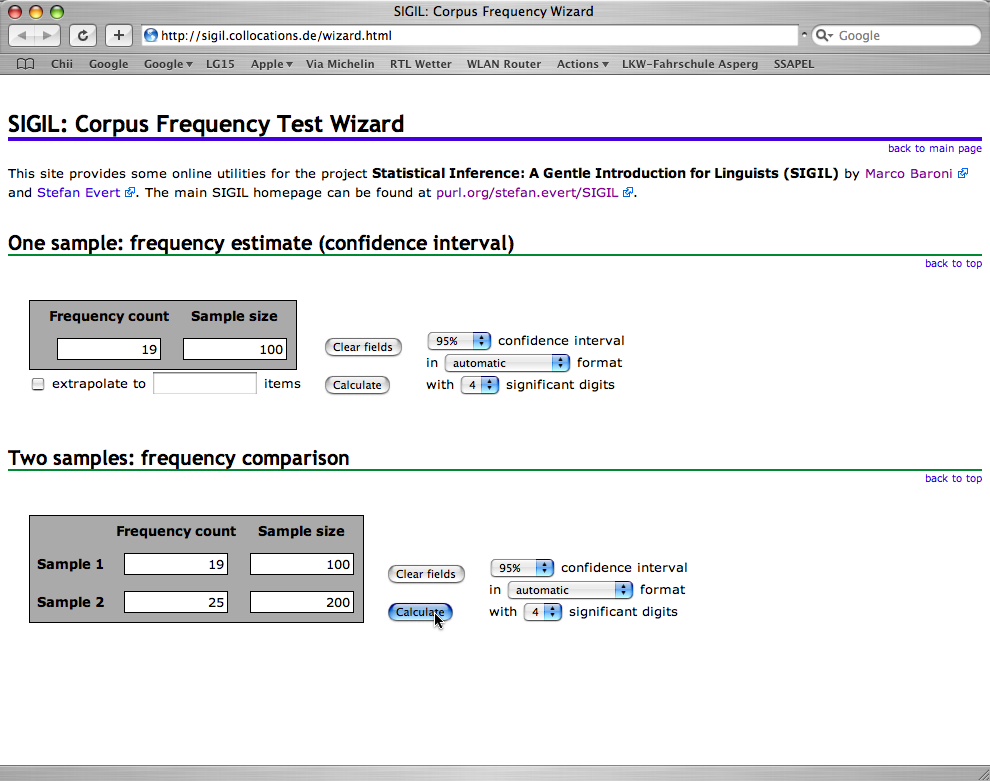 SIGIL: Corpus Frequency Wizard
http://sigil.collocations.de/wizard.html
Google
Chii Google Google LG15 Apple Via Michelin RTL Wetter WLAN Router Actions LKW-Fahrschule Asperg SSAPEL
SIGIL: Corpus Frequency Test Wizard
back to main page
This site provides some online utilities for the project Statistical Inference: A Gentle Introduction for Linguists (SIGIL) by Marco Baroni
and Stefan Evert. The main SIGIL homepage can be found at purl.org/stefan.evert/SIGIL.
One sample: frequency estimate (confidence interval)
back to top
Frequency count Sample size
19 100
Clear fields
95% confidence interval
in automatic format
extrapolate to items
Calculate
with 4 significant digits
Two samples: frequency comparison
back to top
Frequency count Sample size
Sample 1 19 100
Sample 2 25 200
Clear fields
Calculate
95% confidence interval
in automatic format
with 4 significant digits